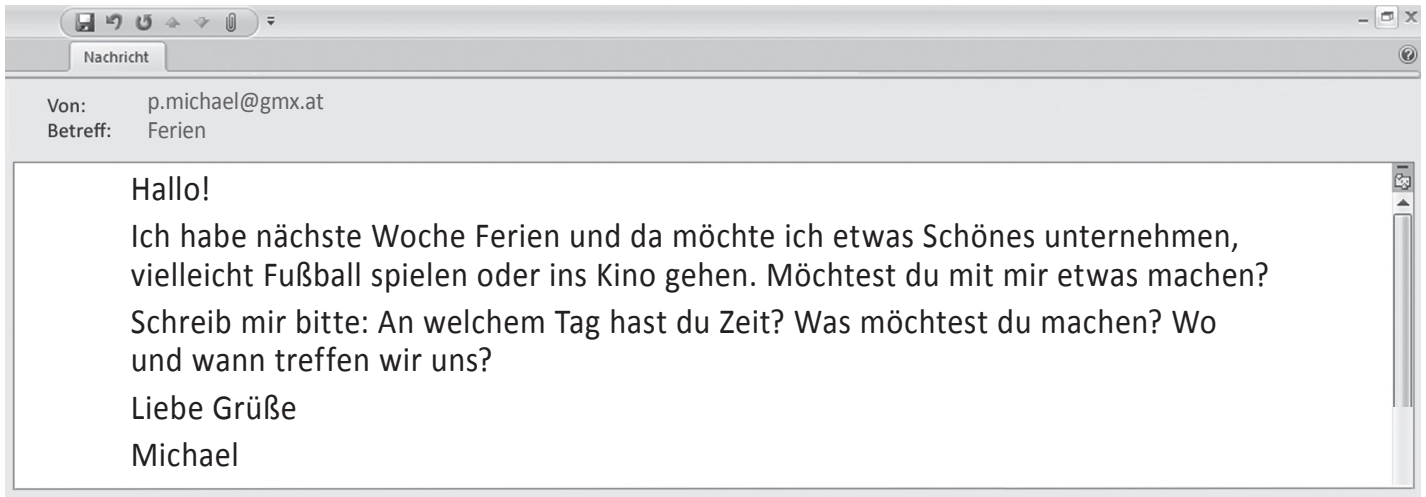 Nachricht
Von: p.michael@gmx.at
Betreff: Ferien
Hallo!
Ich habe nächste Woche Ferien und da möchte ich etwas Schönes unternehmen,
vielleicht Fußball spielen oder ins Kino gehen. Möchtest du mit mir etwas machen?
Schreib mir bitte: An welchem Tag hast du Zeit? Was möchtest du machen? Wo
und wann treffen wir uns?
Liebe Grüße
Michael